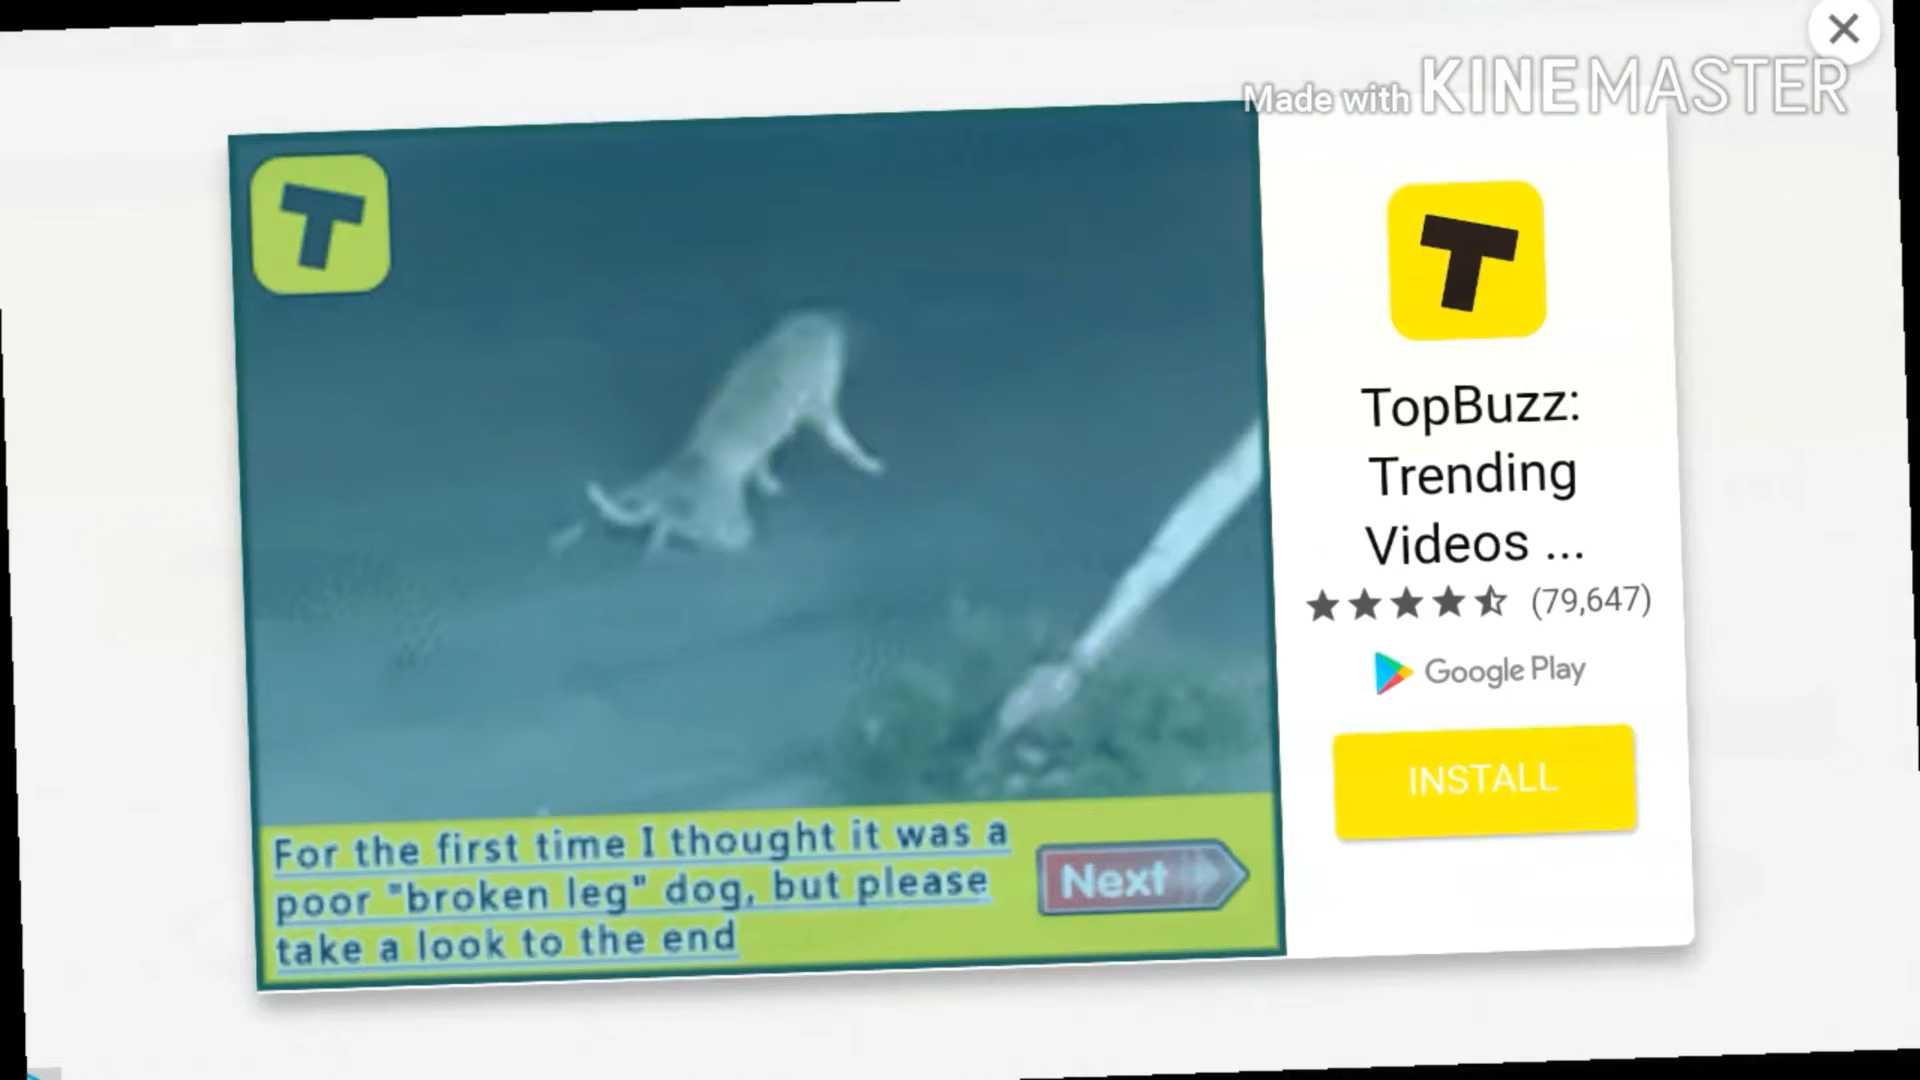 Made with KINEMASTER
T
T
TopBuzz:
Trending
Videos ...
(79,647)
Google Play
INSTALL
For the first time I thought it was a
poor "broken leg" dog, but please
take a look to the end
Next